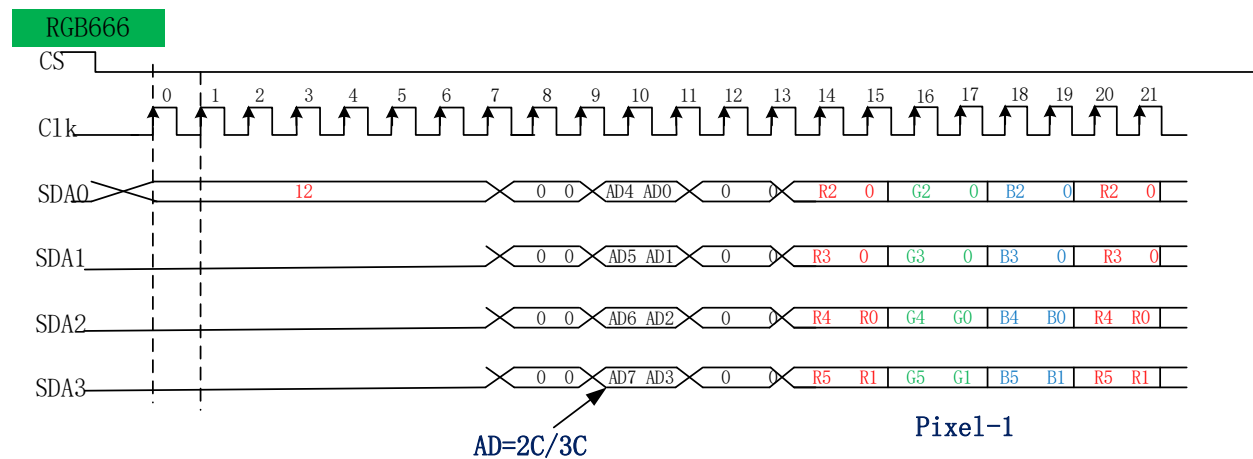 RGB666
CS
0 1 2 3 4 5 6 7 8 9 10 11 12 13 14 15 16 17 18 19 20 21
Clk
SDA0 12 0 0 AD4 AD0 0 0 R2 0 G2 0 B2 0 R2 0
SDA1 0 0 AD5 AD1 0 0 R3 0 G3 0 B3 0 R3 0
SDA2 0 0 AD6 AD2 0 0 R4 R0 G4 G0 B4 B0 R4 R0
SDA3 0 0 AD7 AD3 0 0 R5 R1 G5 G1 B5 B1 R5 R1
Pixel-1
AD=2C/3C